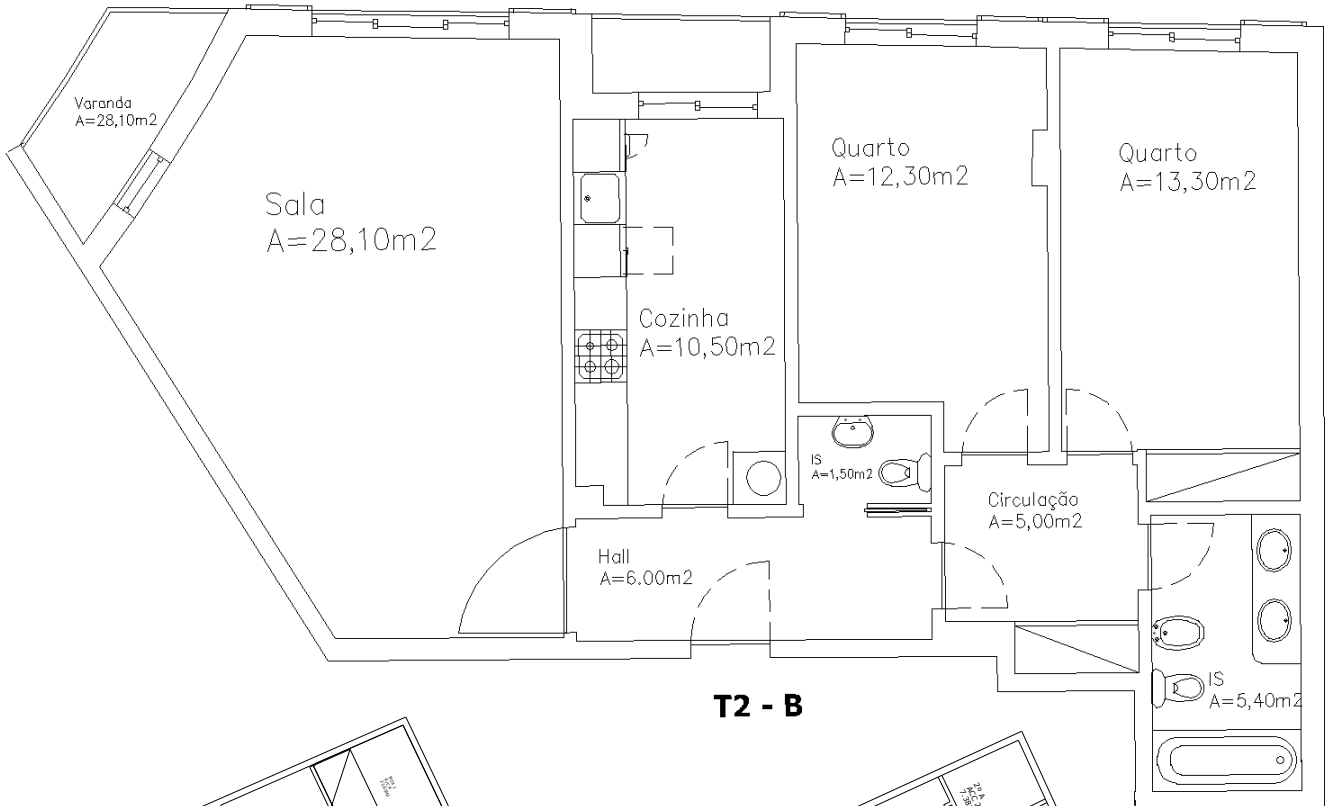 Varanda
A=28,10m2
Sala
A=28,10m2
Cozinha
A=10,50m2
Quarto
A=12,30m2
Quarto
A=13,30m2
IS
A=1,50m2
Circulação
A=5,00m2
Hall
A=6.00m2
IS
A=5,40m2
T2 - B
2º A